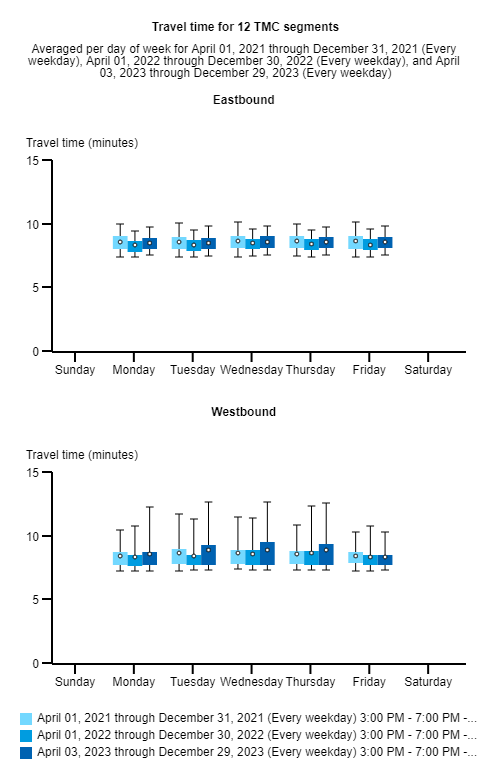 Travel time for 12 TMC segments
Averaged per day of week for April 01, 2021 through December 31, 2021 (Every
weekday), April 01, 2022 through December 30, 2022 (Every weekday), and April
03, 2023 through December 29, 2023 (Every weekday)
Eastbound
Travel time (minutes)
15
10
5
0
Sunday Monday Tuesday Wednesday Thursday Friday Saturday
Westbound
Travel time (minutes)
15
10
5
0
Sunday Monday Tuesday Wednesday Thursday Friday Saturday
April 01, 2021 through December 31, 2021 (Every weekday) 3:00 PM - 7:00 PM -...
April 01, 2022 through December 30, 2022 (Every weekday) 3:00 PM - 7:00 PM -...
April 03, 2023 through December 29, 2023 (Every weekday) 3:00 PM - 7:00 PM -...